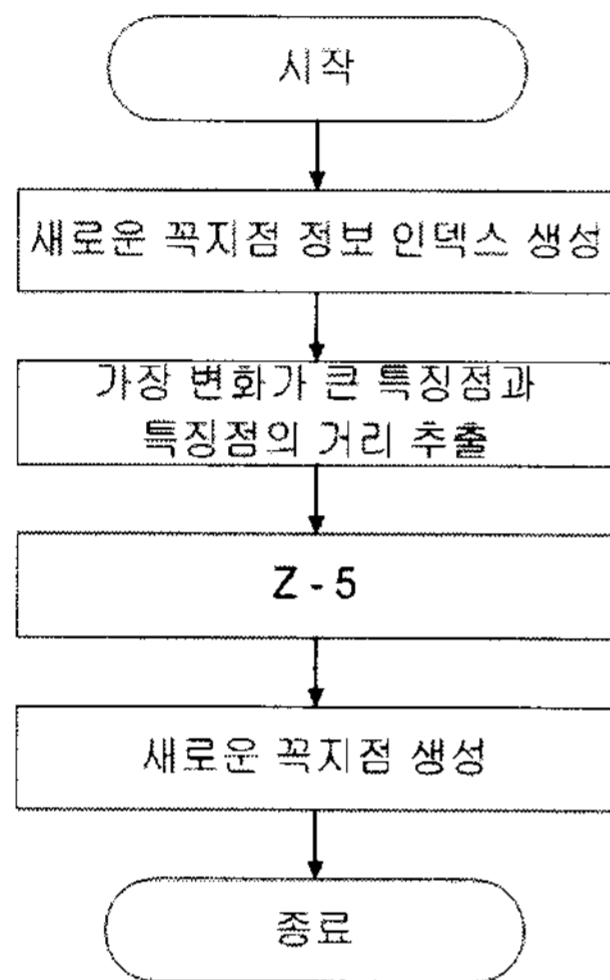 시작
새로운 꼭지점 정보 인덱스 생성
가장 변화가 큰 특징점과
특징점의 거리 추출
Z - 5
새로운 꼭지점 생성
종료